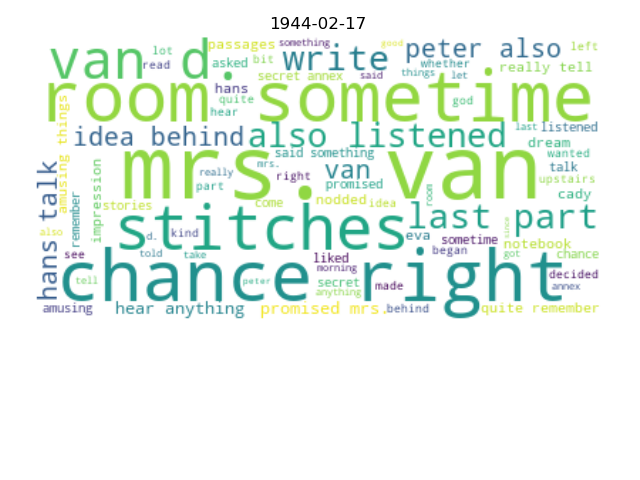 1944-02-17
van d. write peter also
lot passages something good left
read asked bit secret annex said whether things let really tell
room sometime
hans quite hear god
idea behind also listened last listened
amusing things
said something dream wanted
mrs. van
really mrs. van talk
part right promised upstairs
hans talk remember impression
stories come nodded idea room cady
stitches last part
also d. kind eva sometime since notebook
see told take liked began got chance
chance right
morning decided
tell peter secret made annex
anything
amusing hear anything promised mrs. behind quite remember